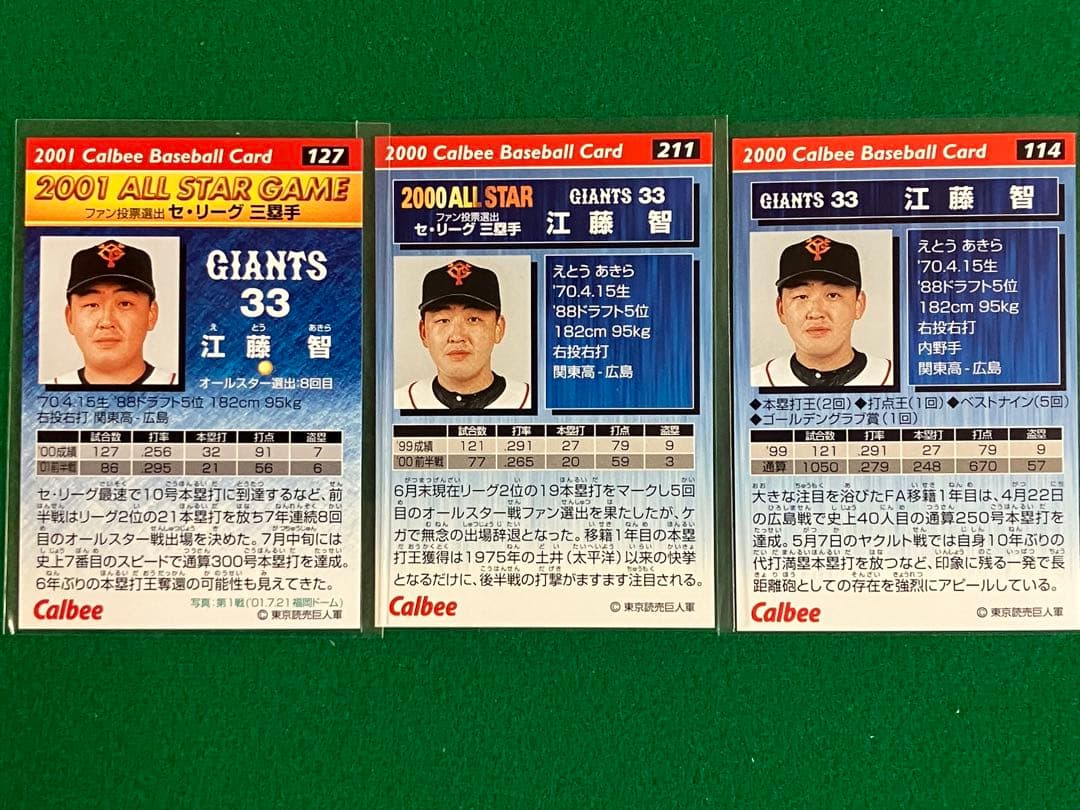 2001 Calbee Baseball Card 127
2001 ALL STAR GAME
ファン投票選出 セ・リーグ 三塁手
GIANTS
33
え とう あきら
江藤 智
オールスター選出:8回目
'70.4.15生 '88ドラフト5位 182cm 95kg
右投右打 関東高-広島
試合数 打率 本塁打 打点 盗塁
'00成績 127 .256 32 91 7
'01前半戦 86 .295 21 56 6
セ・リーグ最速で10号本塁打に到達するなど、前
半戦はリーグ2位の21本塁打を放ち7年連続8回
目のオールスター戦出場を決めた。7月中旬には
史上7番目のスピードで通算300号本塁打を達成。
6年ぶりの本塁打王奪還の可能性も見えてきた。
Calbee
写真:第1戦('01.7.21福岡ドーム)
© 東京読売巨人軍
2000 Calbee Baseball Card 211
2000 ALL STAR
ファン投票選出
セ・リーグ 三塁手
GIANTS 33
江藤 智
えとう あきら
'70.4.15生
'88ドラフト5位
182cm 95kg
右投右打
関東高-広島
試合数 打率 本塁打 打点 盗塁
'99成績 121 .291 27 79 9
'00前半戦 77 .265 20 59 3
6月末現在リーグ2位の19本塁打をマークし5回
目のオールスター戦ファン選出を果たしたが、ケ
ガで無念の出場辞退となった。移籍1年目の本塁
打王獲得は1975年の土井(太平洋)以来の快挙
となるだけに、後半戦の打撃がますます注目される。
Calbee
© 東京読売巨人軍
2000 Calbee Baseball Card 114
GIANTS 33 江藤 智
えとう あきら
'70.4.15生
'88ドラフト5位
182cm 95kg
右投右打
内野手
関東高-広島
◆本塁打王(2回)◆打点王(1回)◆ベストナイン(5回)
◆ゴールデングラブ賞(1回)
試合数 打率 本塁打 打点 盗塁
'99 121 .291 27 79 9
通算 1050 .279 248 670 57
大きな注目を浴びたFA移籍1年目は、4月22日
の広島戦で史上40人目の通算250号本塁打を
達成。5月7日のヤクルト戦では自身10年ぶりの
代打満塁本塁打を放つなど、印象に残る一発で長
距離砲としての存在を強烈にアピールしている。
Calbee
© 東京読売巨人軍